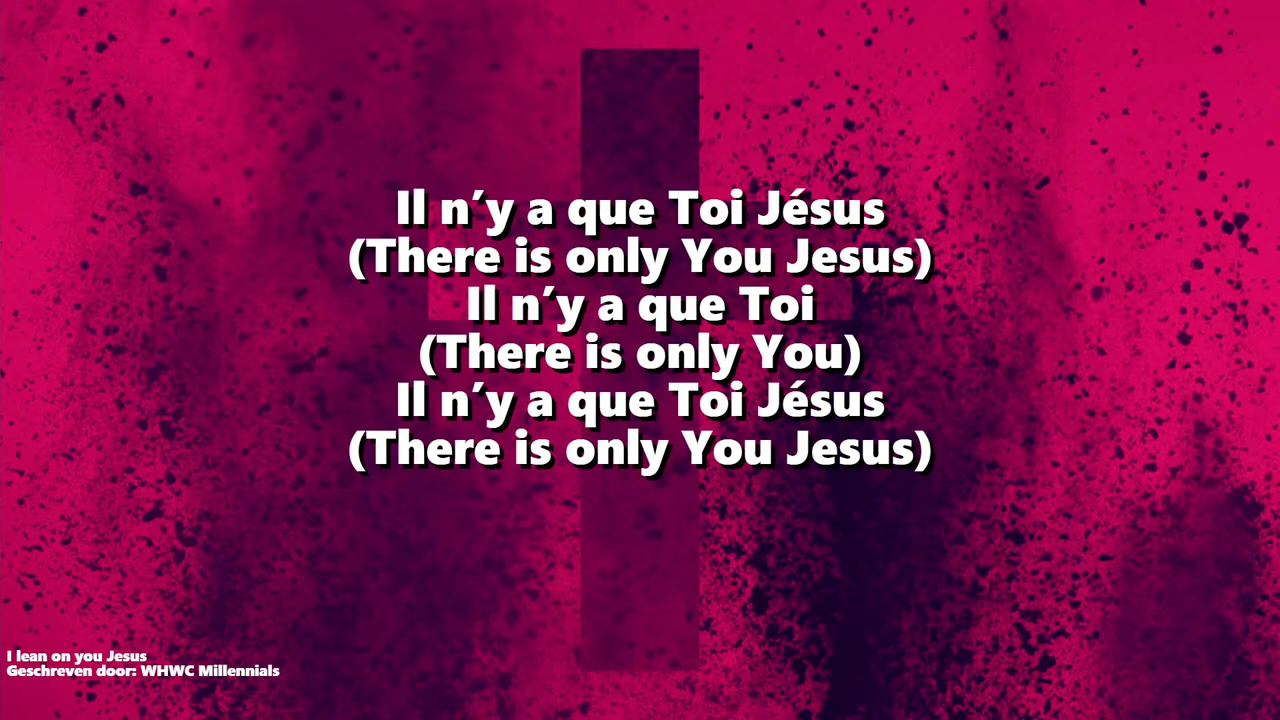 Il n´y a que Toi Jésus
(There is only You Jesus)
Il n´y a que Toi
(There is only You)
Il n´y a que Toi Jésus
(There is only You Jesus)
I lean on you Jesus
Geschreven door: WHWC Millennials